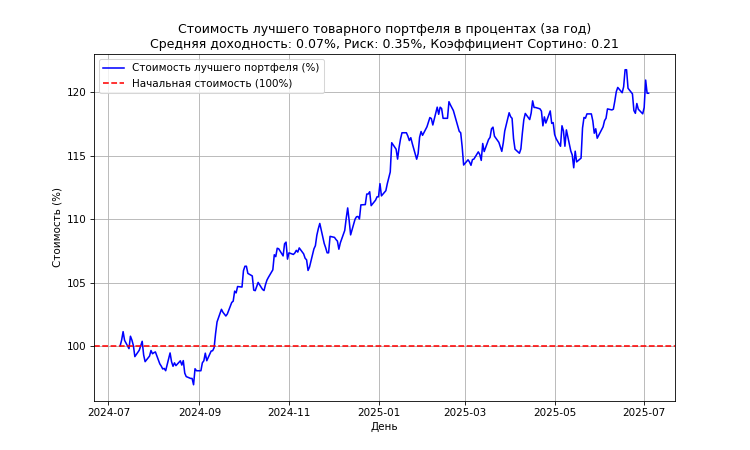 Стоимость лучшего товарного портфеля в процентах (за год)
Средняя доходность: 0.07%, Риск: 0.35%, Коэффициент Сортино: 0.21
Стоимость лучшего портфеля (%)
Начальная стоимость (100%)
Стоимость (%)
120
115
110
105
100
2024-07
2024-09
2024-11
2025-01
2025-03
2025-05
2025-07
День